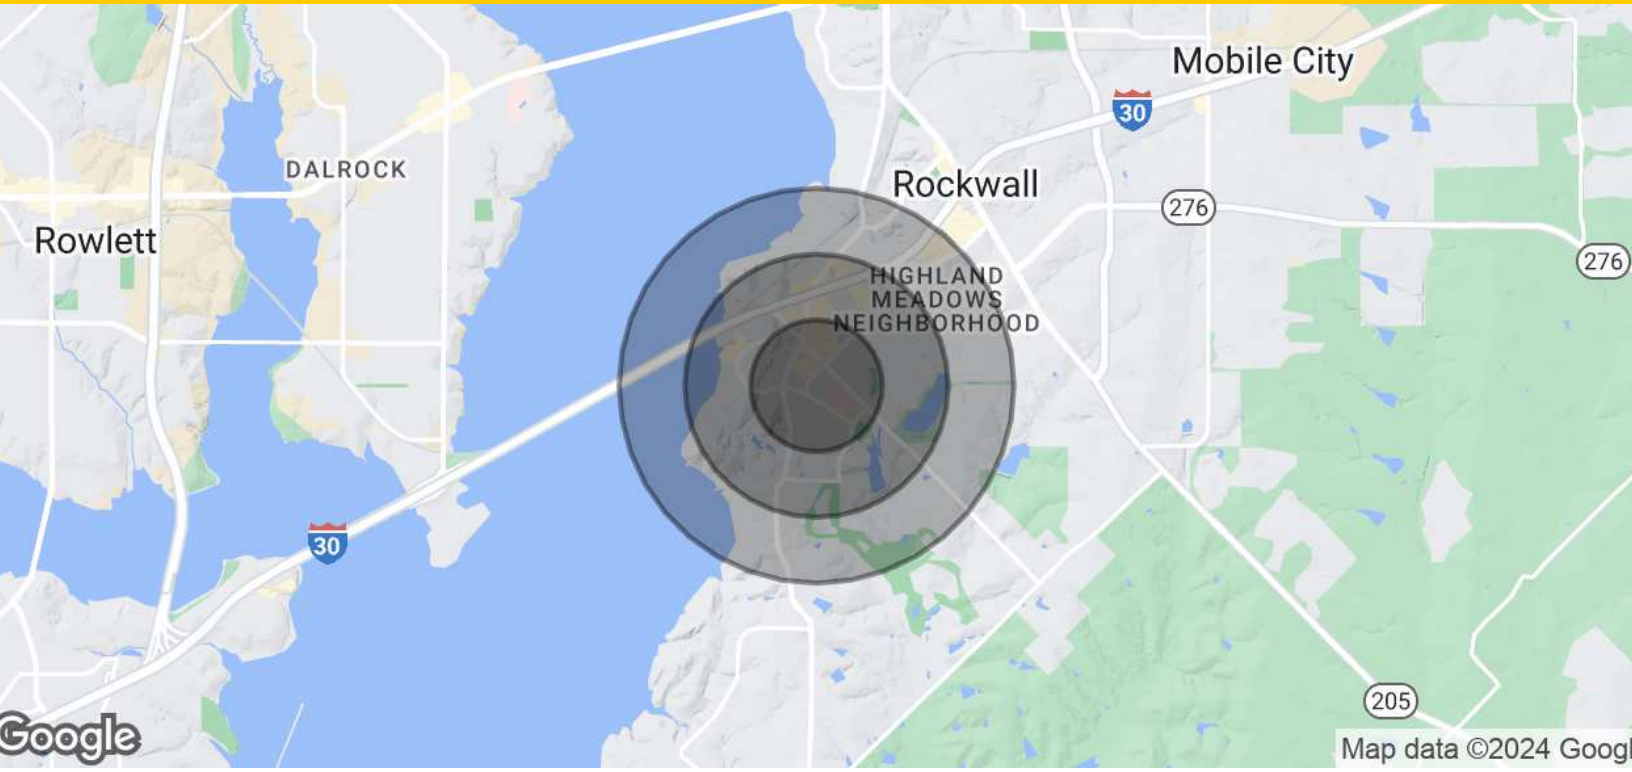 Mobile City
30
DALROCK
Rockwall
276
Rowlett
276
HIGHLAND
MEADOWS
NEIGHBORHOOD
30
205
Google
Map data ©2024 Googl